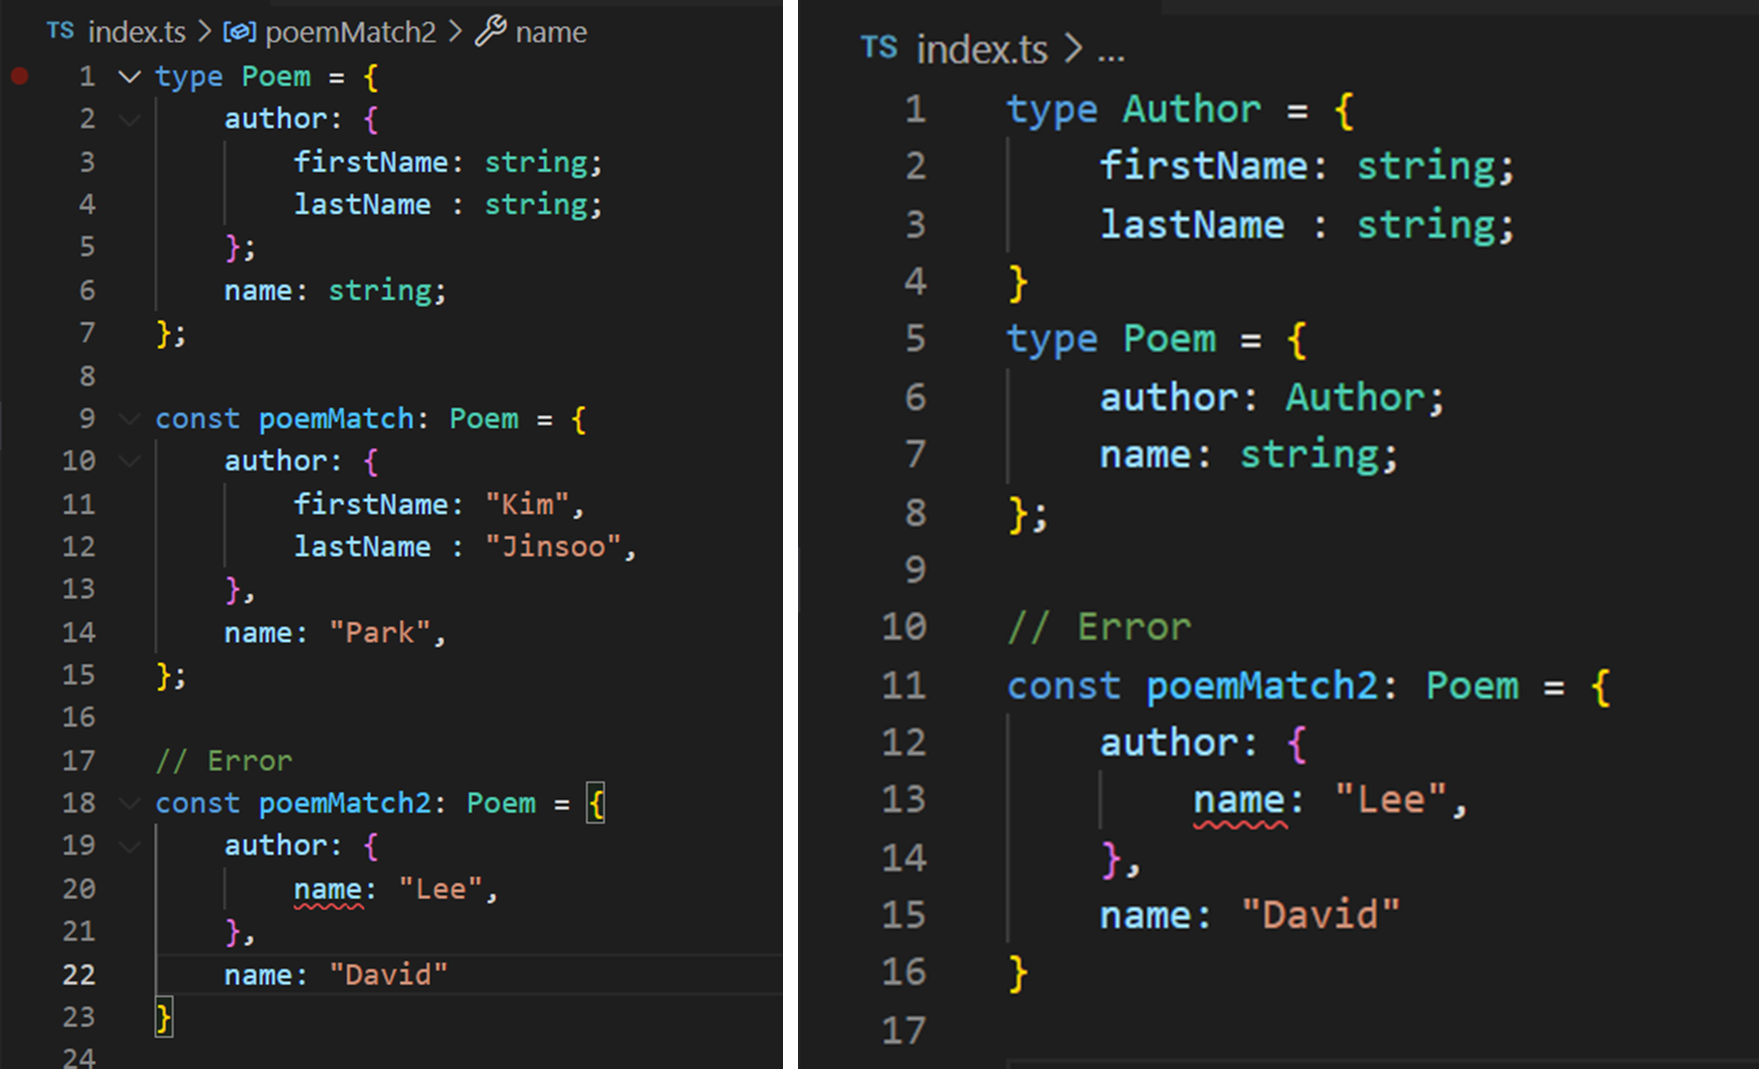 TS index.ts > poemMatch2 > name
1 type Poem = {
2 author: {
3 firstName: string;
4 lastName : string;
5 };
6 name: string;
7 };
8
9 const poemMatch: Poem = {
10 author: {
11 firstName: "Kim",
12 lastName : "Jinsoo",
13 },
14 name: "Park",
15 };
16
17 // Error
18 const poemMatch2: Poem = {
19 author: {
20 name: "Lee",
21 },
22 name: "David"
23 }
24
TS index.ts > ...
1 type Author = {
2 firstName: string;
3 lastName : string;
4 }
5 type Poem = {
6 author: Author;
7 name: string;
8 };
9
10 // Error
11 const poemMatch2: Poem = {
12 author: {
13 name: "Lee",
14 },
15 name: "David"
16 }
17